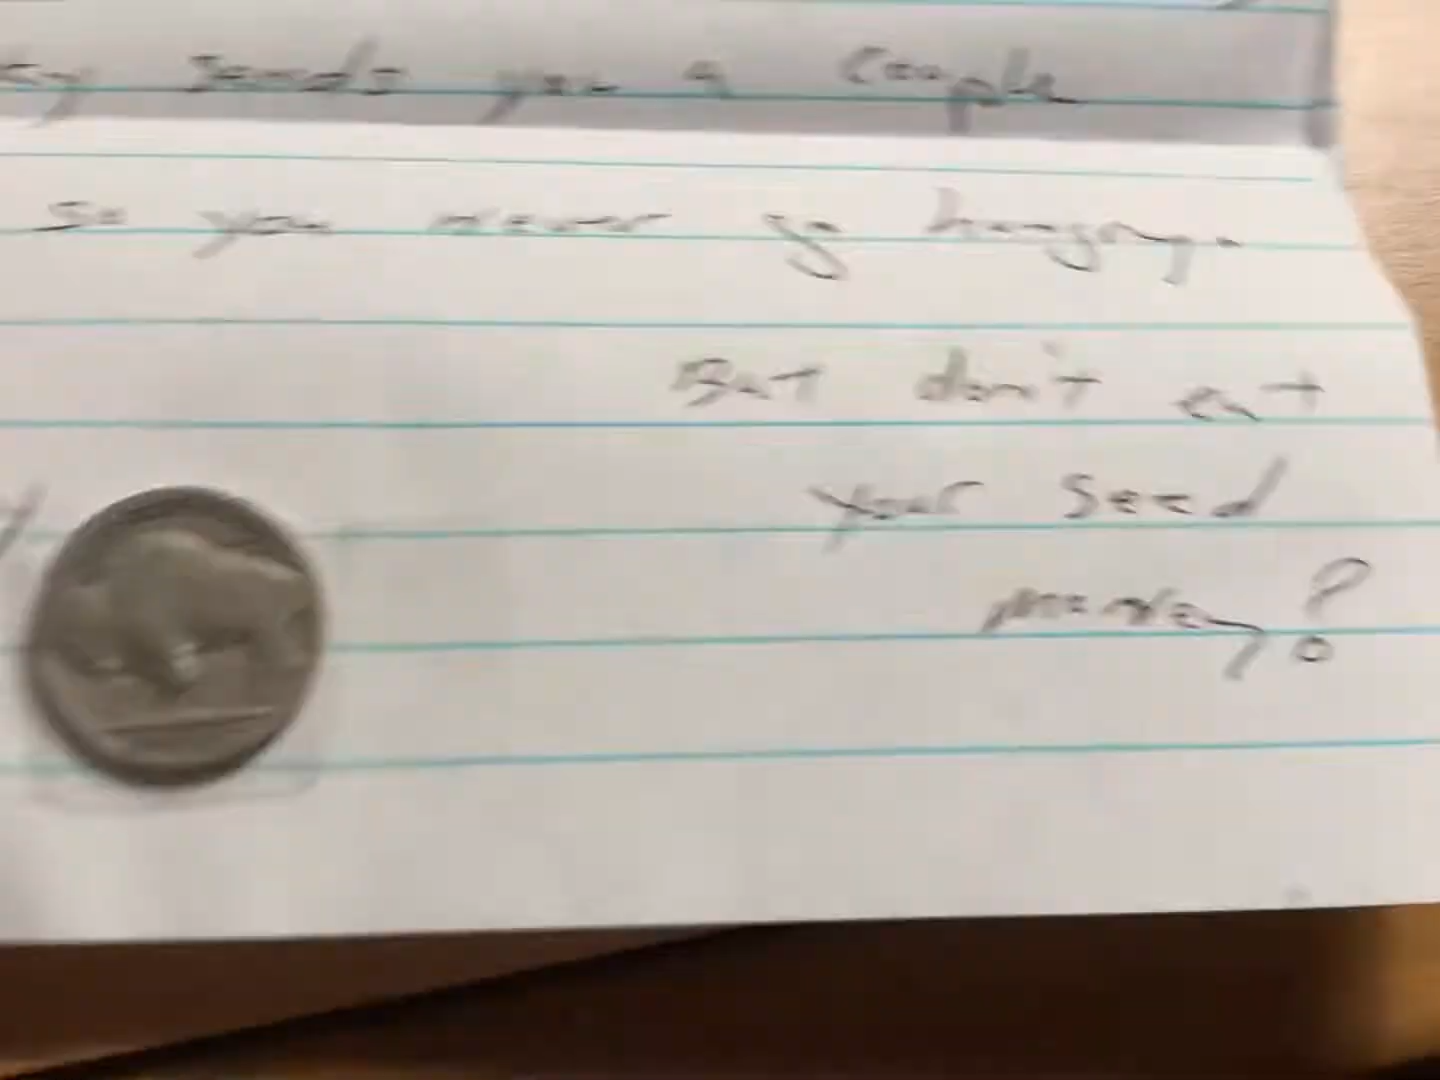 sends you a couple
so you never go hungry.
But don't eat
your seed
money!